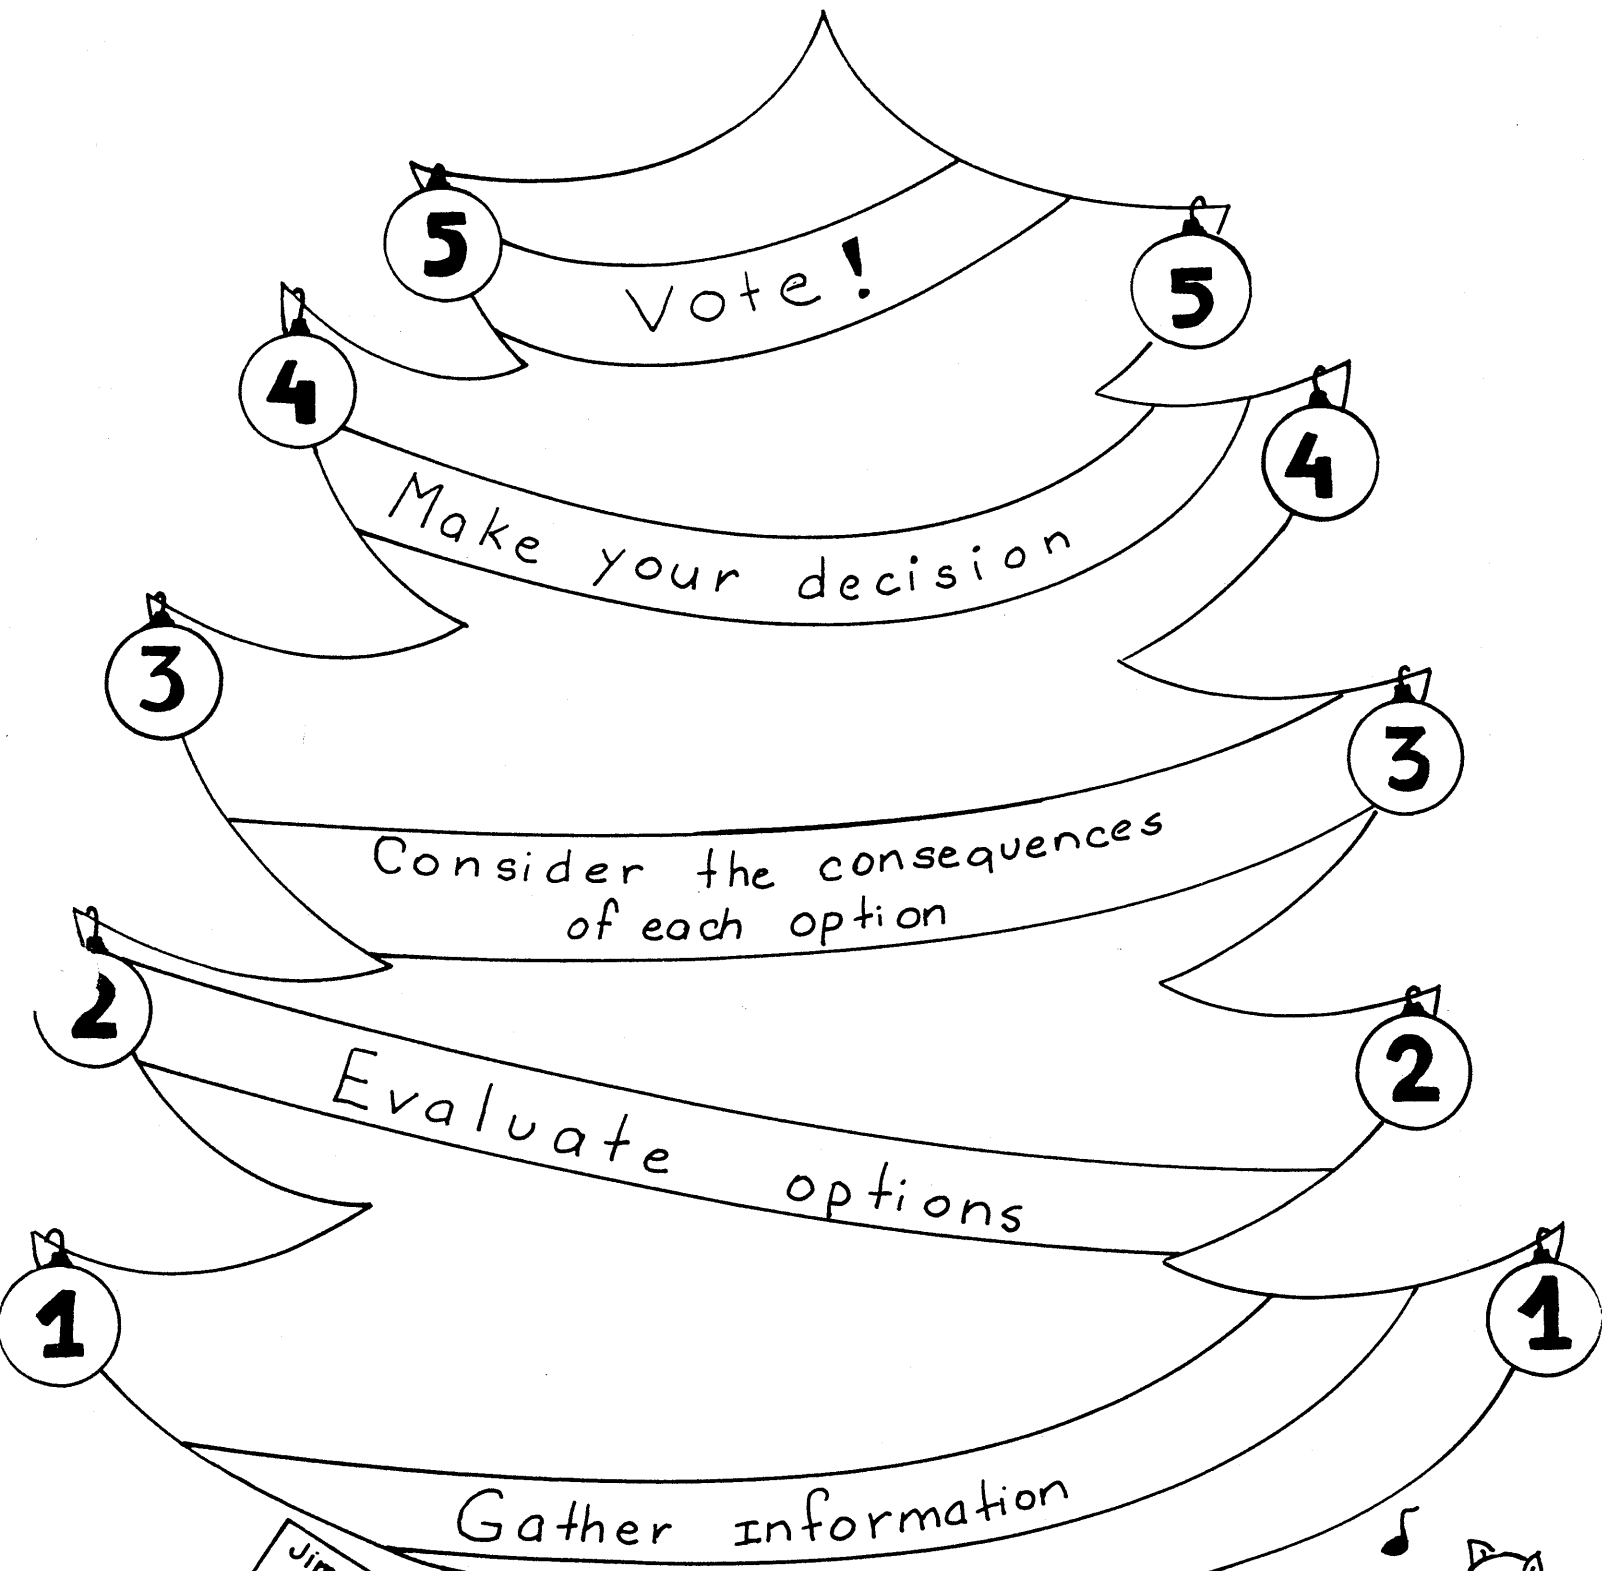 5
Vote!
5
4
4
Make your decision
3
3
Consider the consequences
of each option
2
2
Evaluate options
1
1
Gather Information